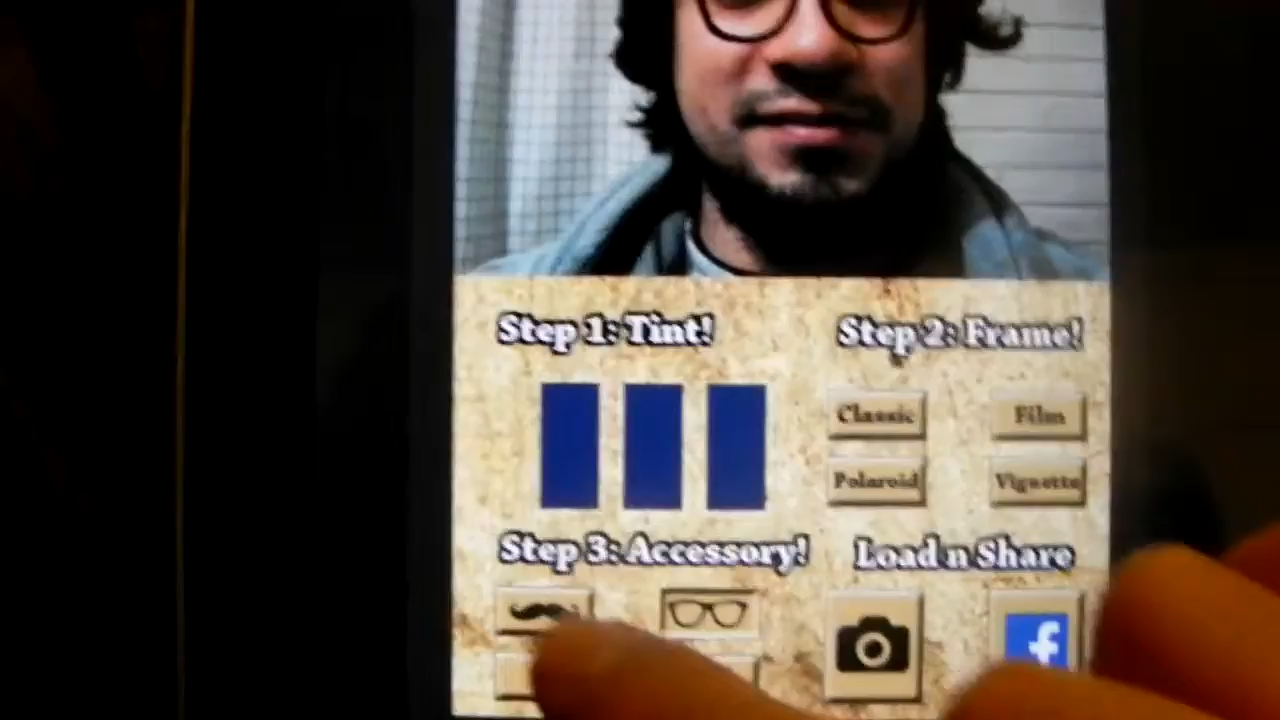 Step 1: Tint!
Step 2: Frame!
Classic
Film
Polaroid
Vignette
Step 3: Accessory!
Load n Share
f